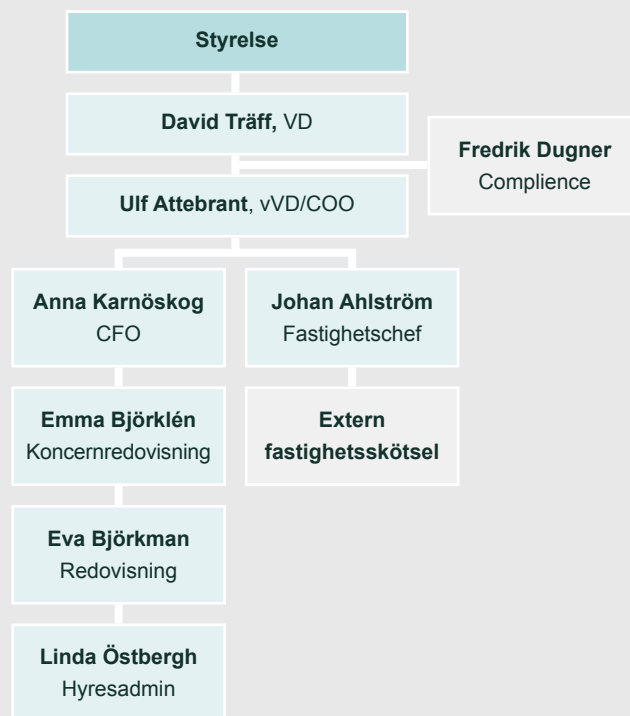 Styrelse
David Träff, VD
Fredrik Dugner
Complience
Ulf Attebrant, vVD/COO
Anna Karnöskog
CFO
Johan Ahlström
Fastighetschef
Emma Björklén
Koncernredovisning
Extern
fastighetsskötsel
Eva Björkman
Redovisning
Linda Östbergh
Hyresadmin